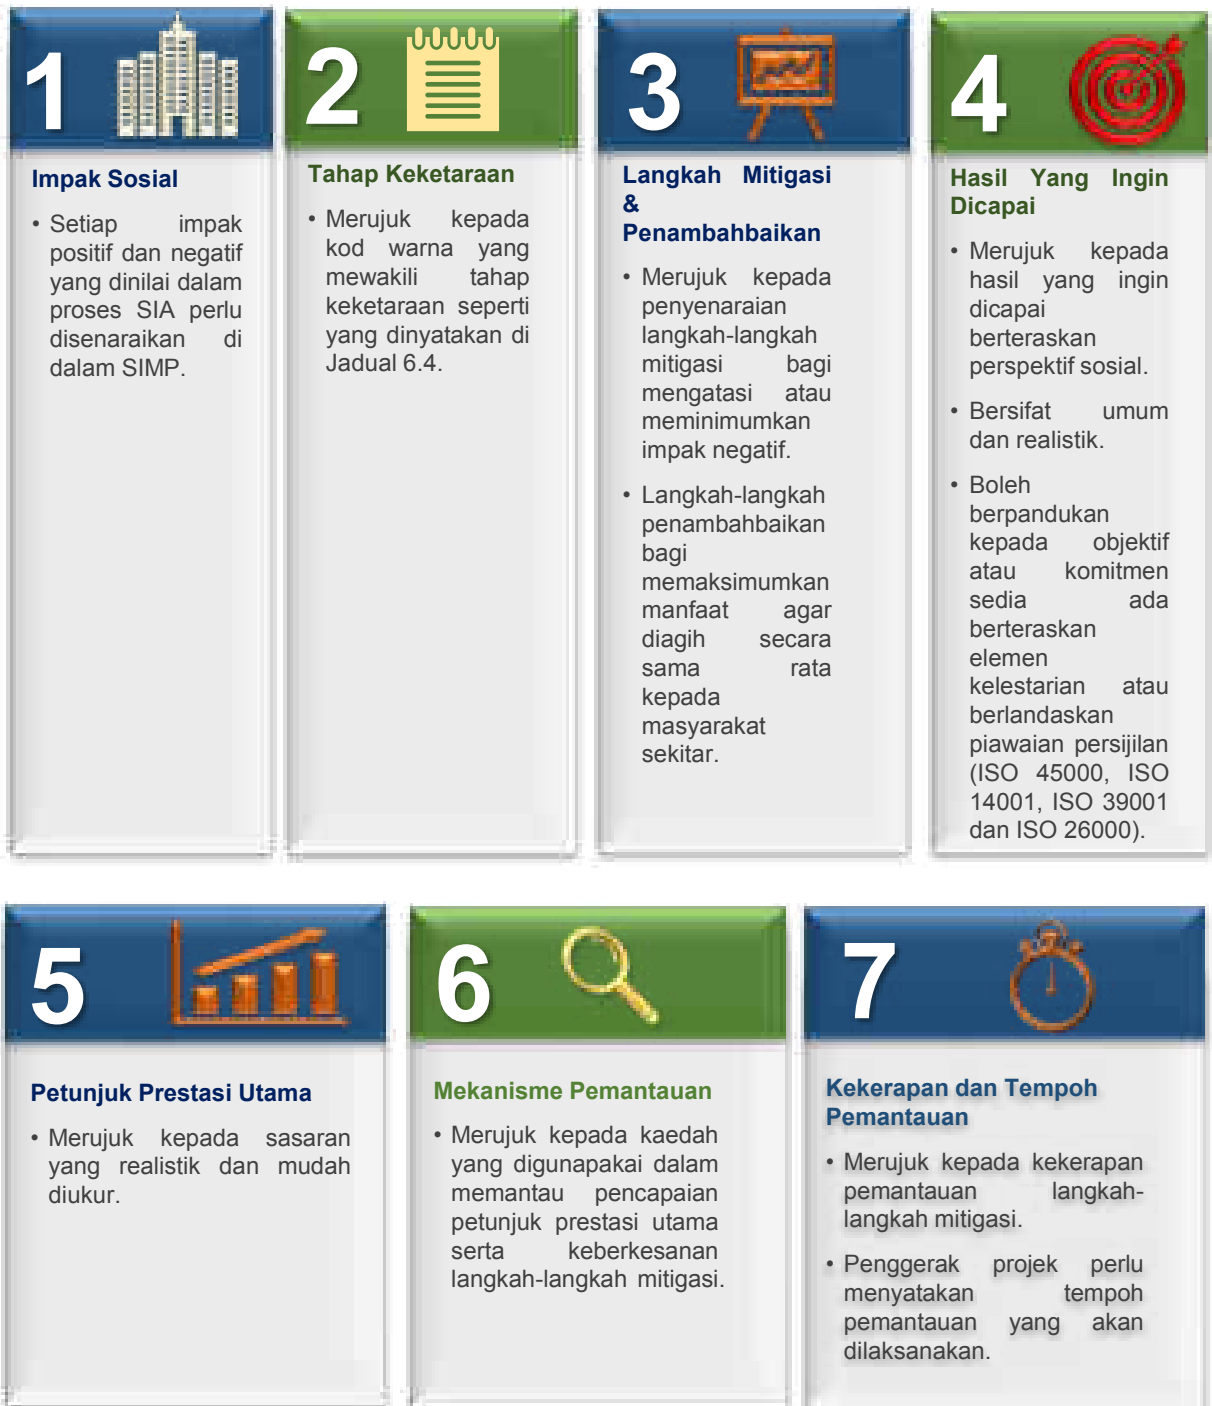 1
Impak Sosial
• Setiap impak
positif dan negatif
yang dinilai dalam
proses SIA perlu
disenaraikan di
dalam SIMP.
2
Tahap Keketaraan
• Merujuk kepada
kod warna yang
mewakili tahap
keketaraan seperti
yang dinyatakan di
Jadual 6.4.
3
Langkah Mitigasi
&
Penambahbaikan
• Merujuk kepada
penyenaraian
langkah-langkah
mitigasi bagi
mengatasi atau
meminimumkan
impak negatif.
• Langkah-langkah
penambahbaikan
bagi
memaksimumkan
manfaat agar
diagih secara
sama rata
kepada
masyarakat
sekitar.
4
Hasil Yang Ingin
Dicapai
• Merujuk kepada
hasil yang ingin
dicapai
berteraskan
perspektif sosial.
• Bersifat umum
dan realistik.
• Boleh
berpandukan
kepada objektif
atau komitmen
sedia ada
berteraskan
elemen
kelestarian atau
berlandaskan
piawaian persijilan
(ISO 45000, ISO
14001, ISO 39001
dan ISO 26000).
5
Petunjuk Prestasi Utama
• Merujuk kepada sasaran
yang realistik dan mudah
diukur.
6
Mekanisme Pemantauan
• Merujuk kepada kaedah
yang digunapakai dalam
memantau pencapaian
petunjuk prestasi utama
serta keberkesanan
langkah-langkah mitigasi.
7
Kekerapan dan Tempoh
Pemantauan
• Merujuk kepada kekerapan
pemantauan langkah-
langkah mitigasi.
• Penggerak projek perlu
menyatakan tempoh
pemantauan yang akan
dilaksanakan.